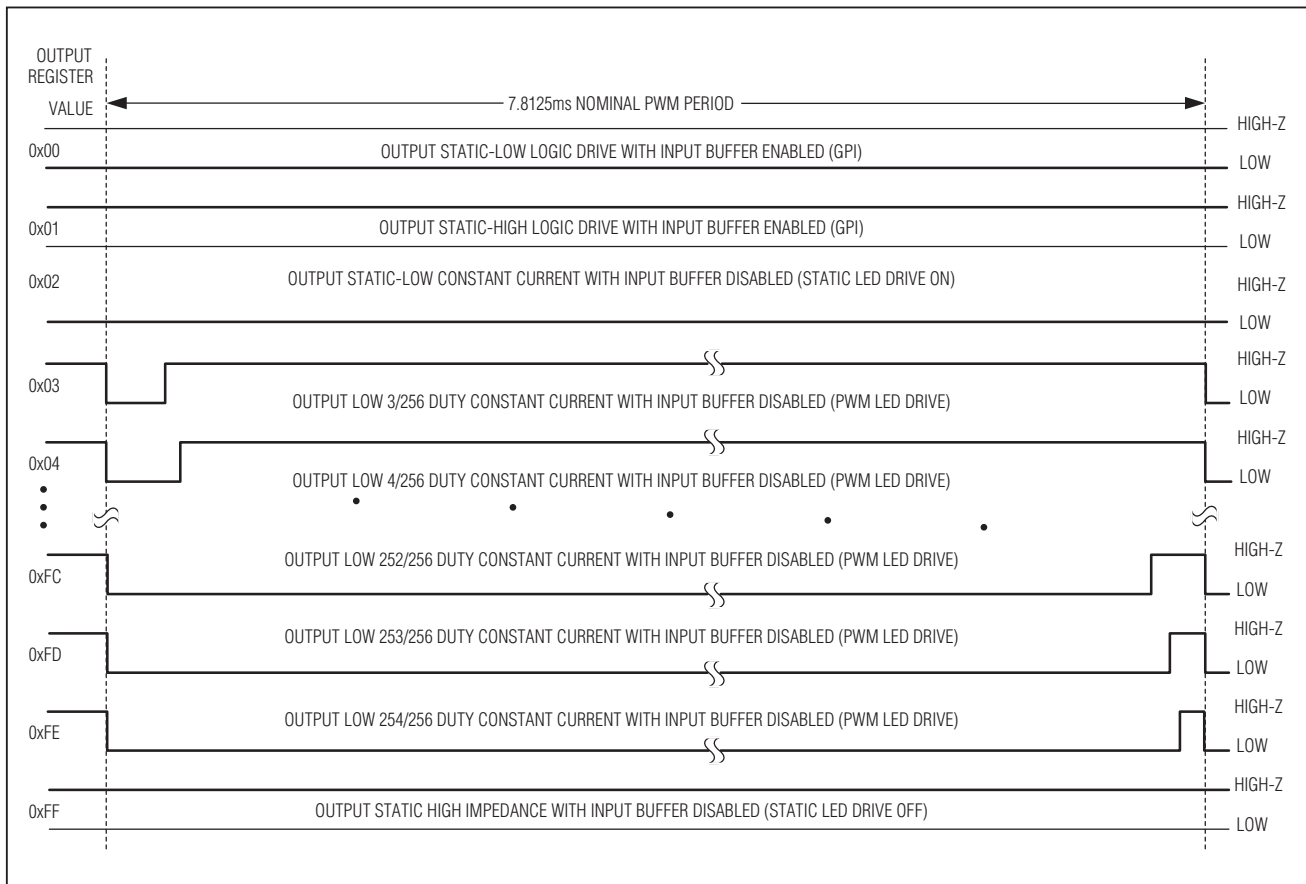 OUTPUT
REGISTER
VALUE
7.8125ms NOMINAL PWM PERIOD
HIGH-Z
0x00
OUTPUT STATIC-LOW LOGIC DRIVE WITH INPUT BUFFER ENABLED (GPI)
LOW
HIGH-Z
0x01
OUTPUT STATIC-HIGH LOGIC DRIVE WITH INPUT BUFFER ENABLED (GPI)
LOW
0x02
OUTPUT STATIC-LOW CONSTANT CURRENT WITH INPUT BUFFER DISABLED (STATIC LED DRIVE ON)
HIGH-Z
LOW
HIGH-Z
0x03
OUTPUT LOW 3/256 DUTY CONSTANT CURRENT WITH INPUT BUFFER DISABLED (PWM LED DRIVE)
LOW
HIGH-Z
0x04
OUTPUT LOW 4/256 DUTY CONSTANT CURRENT WITH INPUT BUFFER DISABLED (PWM LED DRIVE)
LOW
HIGH-Z
0xFC
OUTPUT LOW 252/256 DUTY CONSTANT CURRENT WITH INPUT BUFFER DISABLED (PWM LED DRIVE)
LOW
HIGH-Z
0xFD
OUTPUT LOW 253/256 DUTY CONSTANT CURRENT WITH INPUT BUFFER DISABLED (PWM LED DRIVE)
LOW
HIGH-Z
0xFE
OUTPUT LOW 254/256 DUTY CONSTANT CURRENT WITH INPUT BUFFER DISABLED (PWM LED DRIVE)
LOW
HIGH-Z
0xFF
OUTPUT STATIC HIGH IMPEDANCE WITH INPUT BUFFER DISABLED (STATIC LED DRIVE OFF)
LOW